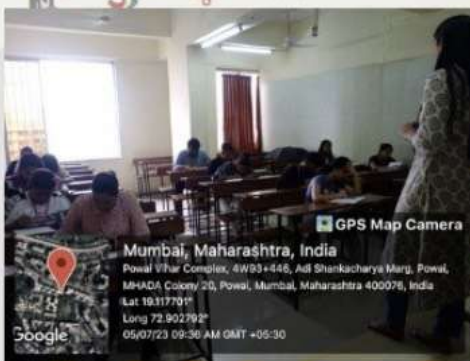 GPS Map Camera
Mumbai, Maharashtra, India
Powai Vihar Complex, 4W93+446, Adi Shankacharya Marg, Powai,
MHADA Colony 20, Powai, Mumbai, Maharashtra 400076, India
Lat 19.117701°
Long 72.902792°
05/07/23 09:36 AM GMT +05:30
Google